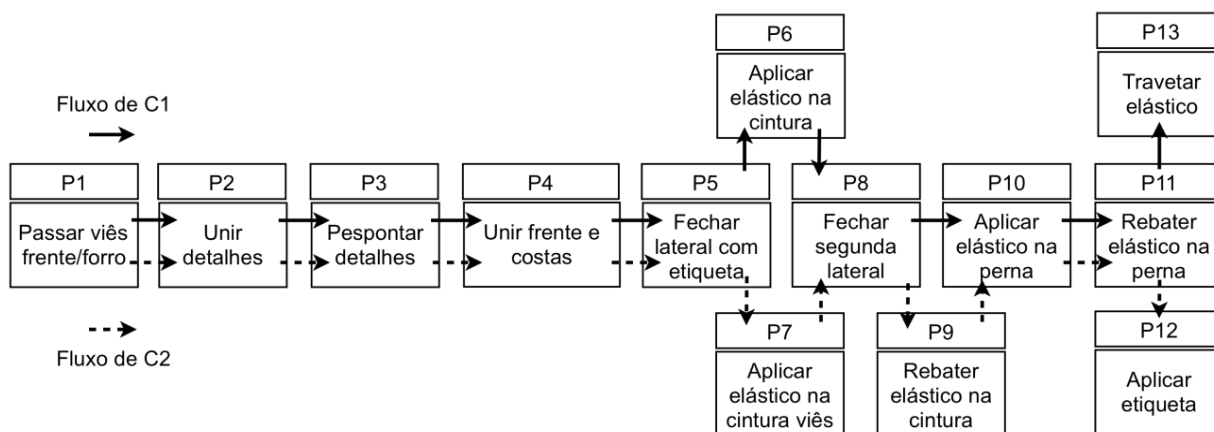 P6
Aplicar
elástico na
cintura
P13
Travetar
elástico
Fluxo de C1
P1
Passar viês
frente/forro
P2
Unir
detalhes
P3
Pespontar
detalhes
P4
Unir frente e
costas
P5
Fechar
lateral com
etiqueta
P8
Fechar
segunda
lateral
P10
Aplicar
elástico na
perna
P11
Rebater
elástico na
perna
Fluxo de C2
P7
Aplicar
elástico na
cintura viês
P9
Rebater
elástico na
cintura
P12
Aplicar
etiqueta